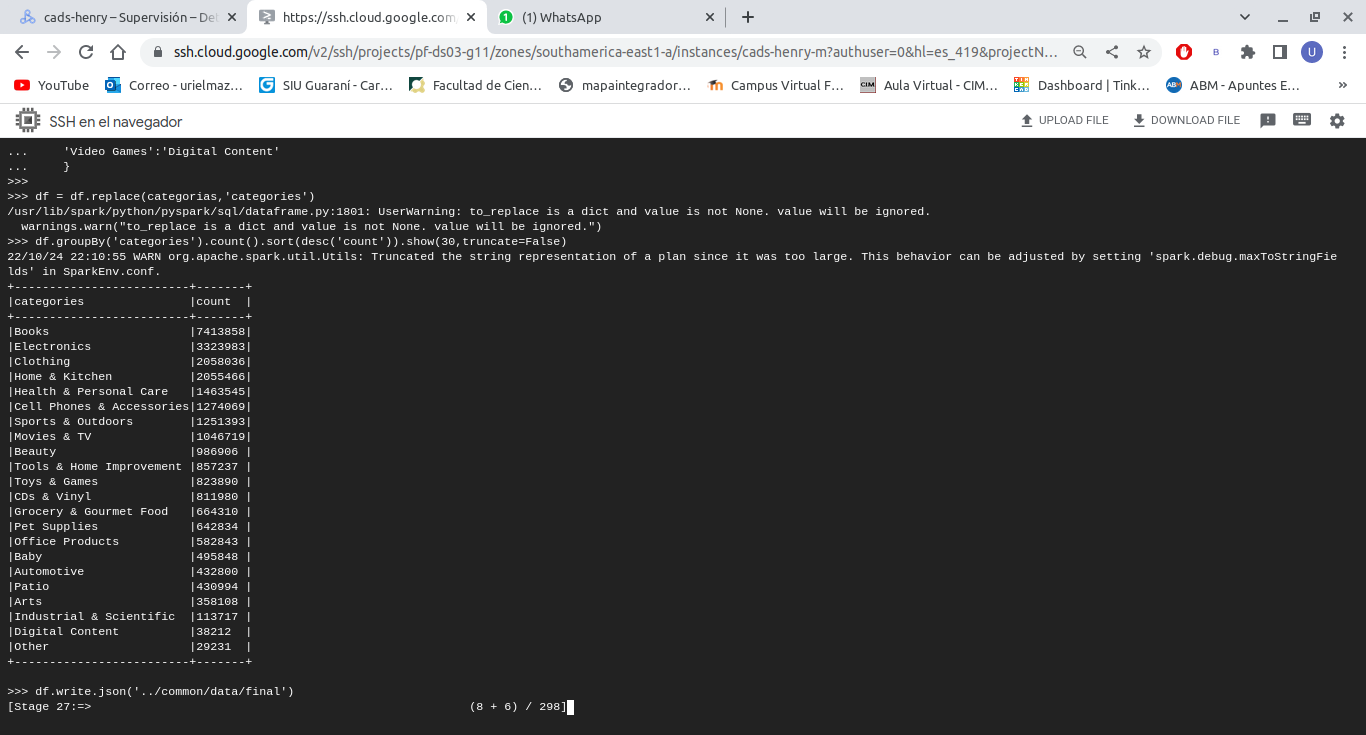 cads-henry – Supervisión – Det
https://ssh.cloud.google.com/
(1) WhatsApp
ssh.cloud.google.com/v2/ssh/projects/pf-ds03-g11/zones/southamerica-east1-a/instances/cads-henry-m?authuser=0&hl=es_419&projectN…
B
U
YouTube
Correo - urielmaz…
SIU Guaraní - Car…
Facultad de Cien…
mapaintegrador…
Campus Virtual F…
CIM Aula Virtual - CIM…
Dashboard | Tink…
ABM ABM - Apuntes E…
»
SSH en el navegador
UPLOAD FILE
DOWNLOAD FILE
...     'Video Games':'Digital Content'
...     }
>>>
>>> df = df.replace(categorias,'categories')
/usr/lib/spark/python/pyspark/sql/dataframe.py:1801: UserWarning: to_replace is a dict and value is not None. value will be ignored.
  warnings.warn("to_replace is a dict and value is not None. value will be ignored.")
>>> df.groupBy('categories').count().sort(desc('count')).show(30,truncate=False)
22/10/24 22:10:55 WARN org.apache.spark.util.Utils: Truncated the string representation of a plan since it was too large. This behavior can be adjusted by setting 'spark.debug.maxToStringFie
lds' in SparkEnv.conf.
+-------------------------+-------+
|categories               |count  |
+-------------------------+-------+
|Books                    |7413858|
|Electronics              |3323983|
|Clothing                 |2058036|
|Home & Kitchen           |2055466|
|Health & Personal Care   |1463545|
|Cell Phones & Accessories|1274069|
|Sports & Outdoors        |1251393|
|Movies & TV              |1046719|
|Beauty                   |986906 |
|Tools & Home Improvement |857237 |
|Toys & Games             |823890 |
|CDs & Vinyl              |811980 |
|Grocery & Gourmet Food   |664310 |
|Pet Supplies             |642834 |
|Office Products          |582843 |
|Baby                     |495848 |
|Automotive               |432800 |
|Patio                    |430994 |
|Arts                     |358108 |
|Industrial & Scientific  |113717 |
|Digital Content          |38212  |
|Other                    |29231  |
+-------------------------+-------+
>>> df.write.json('../common/data/final')
[Stage 27:=>                                                      (8 + 6) / 298]